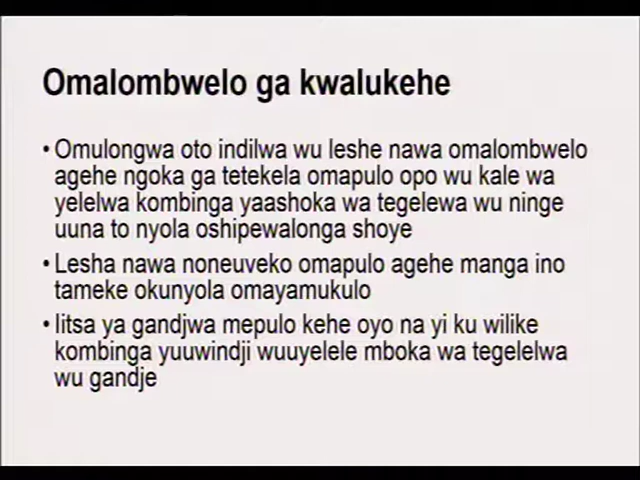 Omalombwelo ga kwalukehe
• Omulongwa oto indilwa wu leshe nawa omalombwelo
agehe ngoka ga tetekela omapulo opo wu kale wa
yelelwa kombinga yaashoka wa tegelewa wu ninge
uuna to nyola oshipewalonga shoye
• Lesha nawa noneuveko omapulo agehe manga ino
tameke okunyola omayamukulo
• Iitsa ya gandjwa mepulo kehe oyo na yi ku wilike
kombinga yuuwindji wuuyelele mboka wa tegelelwa
wu gandje